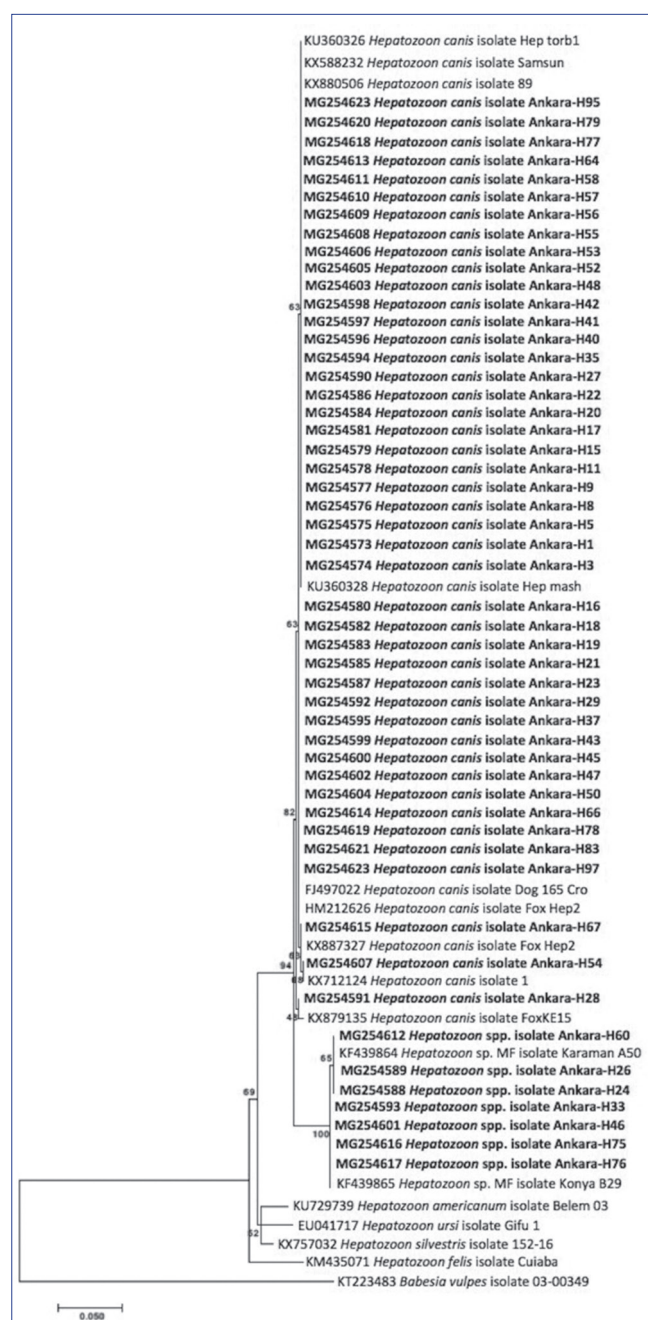 KU360326 Hepatozoon canis isolate Hep torb1
KX588232 Hepatozoon canis isolate Samsun
KX880506 Hepatozoon canis isolate 89
MG254623 Hepatozoon canis isolate Ankara-H95
MG254620 Hepatozoon canis isolate Ankara-H79
MG254618 Hepatozoon canis isolate Ankara-H77
MG254613 Hepatozoon canis isolate Ankara-H64
MG254611 Hepatozoon canis isolate Ankara-H58
MG254610 Hepatozoon canis isolate Ankara-H57
MG254609 Hepatozoon canis isolate Ankara-H56
MG254608 Hepatozoon canis isolate Ankara-H55
MG254606 Hepatozoon canis isolate Ankara-H53
MG254605 Hepatozoon canis isolate Ankara-H52
MG254603 Hepatozoon canis isolate Ankara-H48
63 MG254598 Hepatozoon canis isolate Ankara-H42
MG254597 Hepatozoon canis isolate Ankara-H41
MG254596 Hepatozoon canis isolate Ankara-H40
MG254594 Hepatozoon canis isolate Ankara-H35
MG254590 Hepatozoon canis isolate Ankara-H27
MG254586 Hepatozoon canis isolate Ankara-H22
MG254584 Hepatozoon canis isolate Ankara-H20
MG254581 Hepatozoon canis isolate Ankara-H17
MG254579 Hepatozoon canis isolate Ankara-H15
MG254578 Hepatozoon canis isolate Ankara-H11
MG254577 Hepatozoon canis isolate Ankara-H9
MG254576 Hepatozoon canis isolate Ankara-H8
MG254575 Hepatozoon canis isolate Ankara-H5
MG254573 Hepatozoon canis isolate Ankara-H1
MG254574 Hepatozoon canis isolate Ankara-H3
KU360328 Hepatozoon canis isolate Hep mash
MG254580 Hepatozoon canis isolate Ankara-H16
63 MG254582 Hepatozoon canis isolate Ankara-H18
MG254583 Hepatozoon canis isolate Ankara-H19
MG254585 Hepatozoon canis isolate Ankara-H21
MG254587 Hepatozoon canis isolate Ankara-H23
MG254592 Hepatozoon canis isolate Ankara-H29
MG254595 Hepatozoon canis isolate Ankara-H37
MG254599 Hepatozoon canis isolate Ankara-H43
MG254600 Hepatozoon canis isolate Ankara-H45
MG254602 Hepatozoon canis isolate Ankara-H47
MG254604 Hepatozoon canis isolate Ankara-H50
82 MG254614 Hepatozoon canis isolate Ankara-H66
MG254619 Hepatozoon canis isolate Ankara-H78
MG254621 Hepatozoon canis isolate Ankara-H83
MG254623 Hepatozoon canis isolate Ankara-H97
FJ497022 Hepatozoon canis isolate Dog 165 Cro
HM212626 Hepatozoon canis isolate Fox Hep2
MG254615 Hepatozoon canis isolate Ankara-H67
KX887327 Hepatozoon canis isolate Fox Hep2
94 MG254607 Hepatozoon canis isolate Ankara-H54
KX712124 Hepatozoon canis isolate 1
MG254591 Hepatozoon canis isolate Ankara-H28
KX879135 Hepatozoon canis isolate FoxKE15
MG254612 Hepatozoon spp. isolate Ankara-H60
65 KF439864 Hepatozoon sp. MF isolate Karaman A50
MG254589 Hepatozoon spp. isolate Ankara-H26
69 MG254588 Hepatozoon spp. isolate Ankara-H24
MG254593 Hepatozoon spp. isolate Ankara-H33
MG254601 Hepatozoon spp. isolate Ankara-H46
100 MG254616 Hepatozoon spp. isolate Ankara-H75
MG254617 Hepatozoon spp. isolate Ankara-H76
KF439865 Hepatozoon sp. MF isolate Konya B29
KU729739 Hepatozoon americanum isolate Belem 03
EU041717 Hepatozoon ursi isolate Gifu 1
52 KX757032 Hepatozoon silvestris isolate 152-16
KM435071 Hepatozoon felis isolate Cuiaba
KT223483 Babesia vulpes isolate 03-00349
0.050